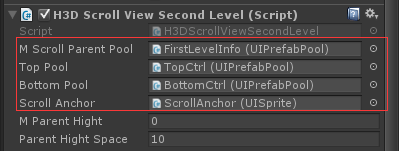 H3D Scroll View Second Level (Script)
Script H3DScrollViewSecondLevel
M Scroll Parent Pool FirstLevelInfo (UIPrefabPool)
Top Pool TopCtrl (UIPrefabPool)
Bottom Pool BottomCtrl (UIPrefabPool)
Scroll Anchor ScrollAnchor (UISprite)
M Parent Hight 0
Parent Hight Space 10